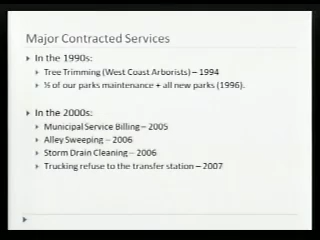 Major Contracted Services
In the 1990s:
Tree Trimming (West Coast Arborists) – 1994
½ of our parks maintenance + all new parks (1996).
In the 2000s:
Municipal Service Billing – 2005
Alley Sweeping – 2006
Storm Drain Cleaning – 2006
Trucking refuse to the transfer station – 2007